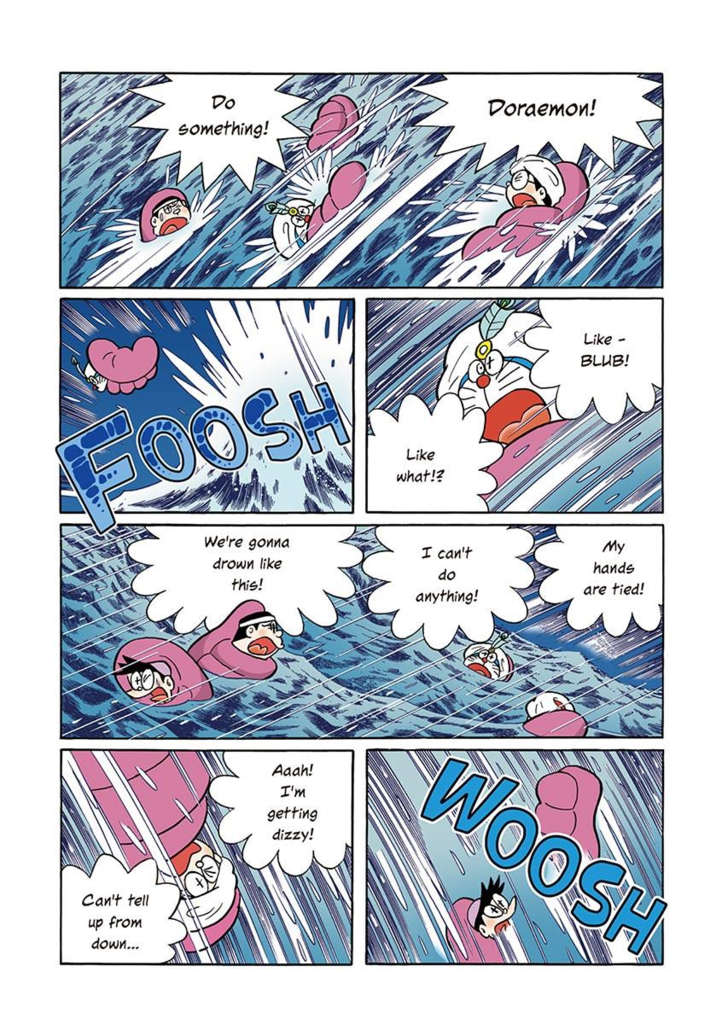 Do
something!
Doraemon!
FOOSH
Like -
BLUB!
Like
what!?
We're gonna
drown like
this!
I can't
do
anything!
My
hands
are tied!
Aaah!
I'm
getting
dizzy!
Can't tell
up from
down...
WOOSH